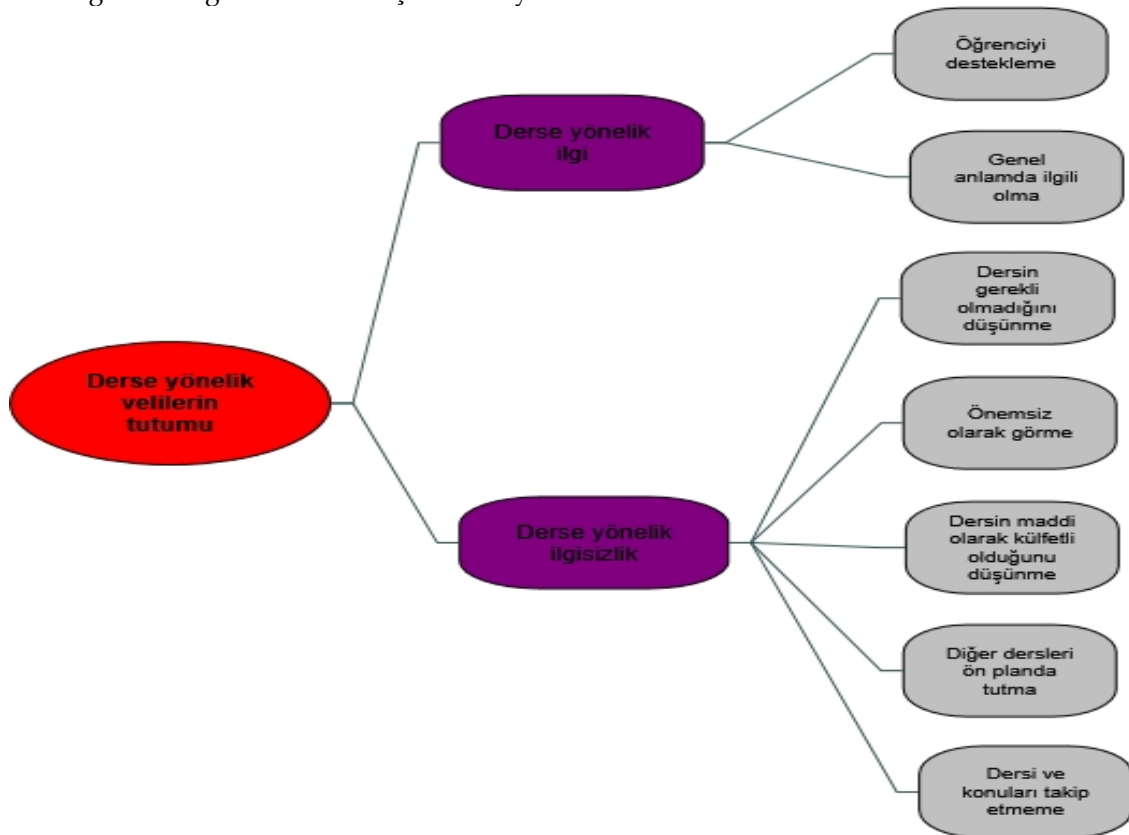 Öğrenciyi
destekleme
Derse yönelik
ilgi
Genel
anlamda ilgili
olma
Dersin
gerekli
olmadığını
düşünme
Derse yönelik
velilerin
tutumu
Önemsiz
olarak görme
Derse yönelik
ilgisizlik
Dersin maddi
olarak külfetli
olduğunu
düşünme
Diğer dersleri
ön planda
tutma
Dersi ve
konuları takip
etmeme